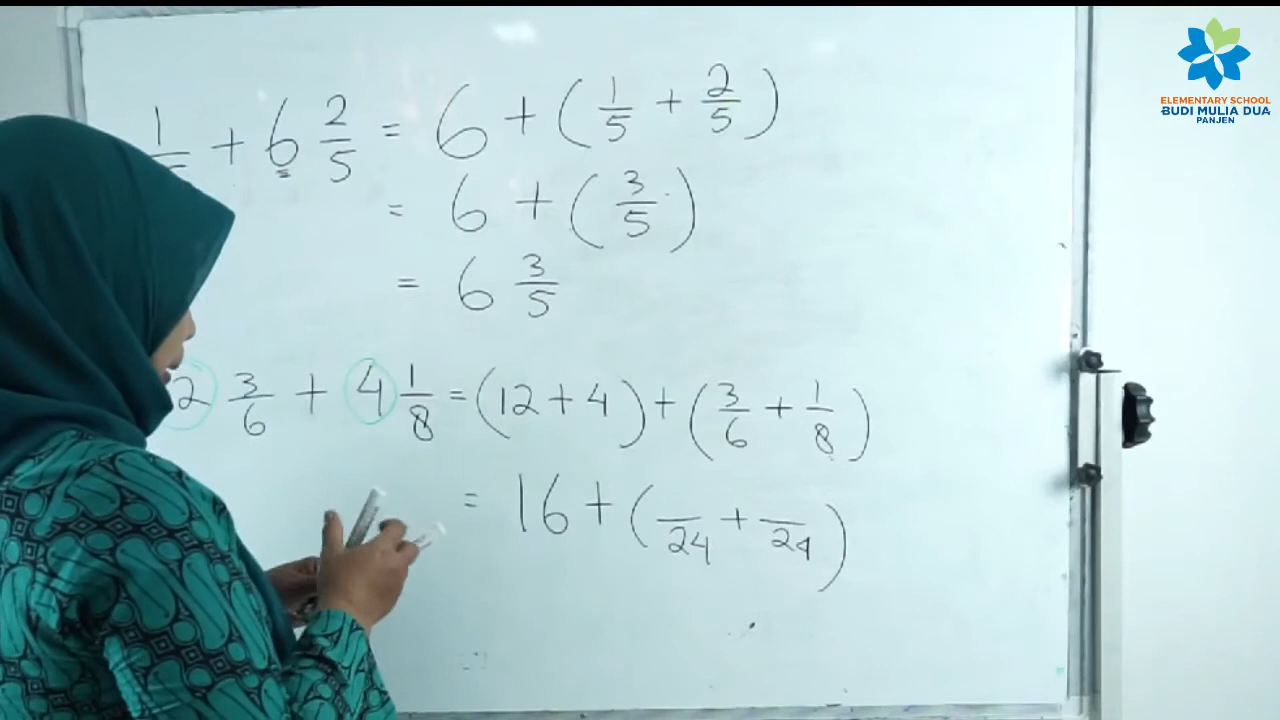 1/5 + 6 2/5 = 6 + (1/5 + 2/5)
= 6 + (3/5)
= 6 3/5
2 3/6 + 4 1/8 = (12 + 4) + (3/6 + 1/8)
= 16 + ( /24 + /24)
ELEMENTARY SCHOOL
BUDI MULIA DUA
PANJEN